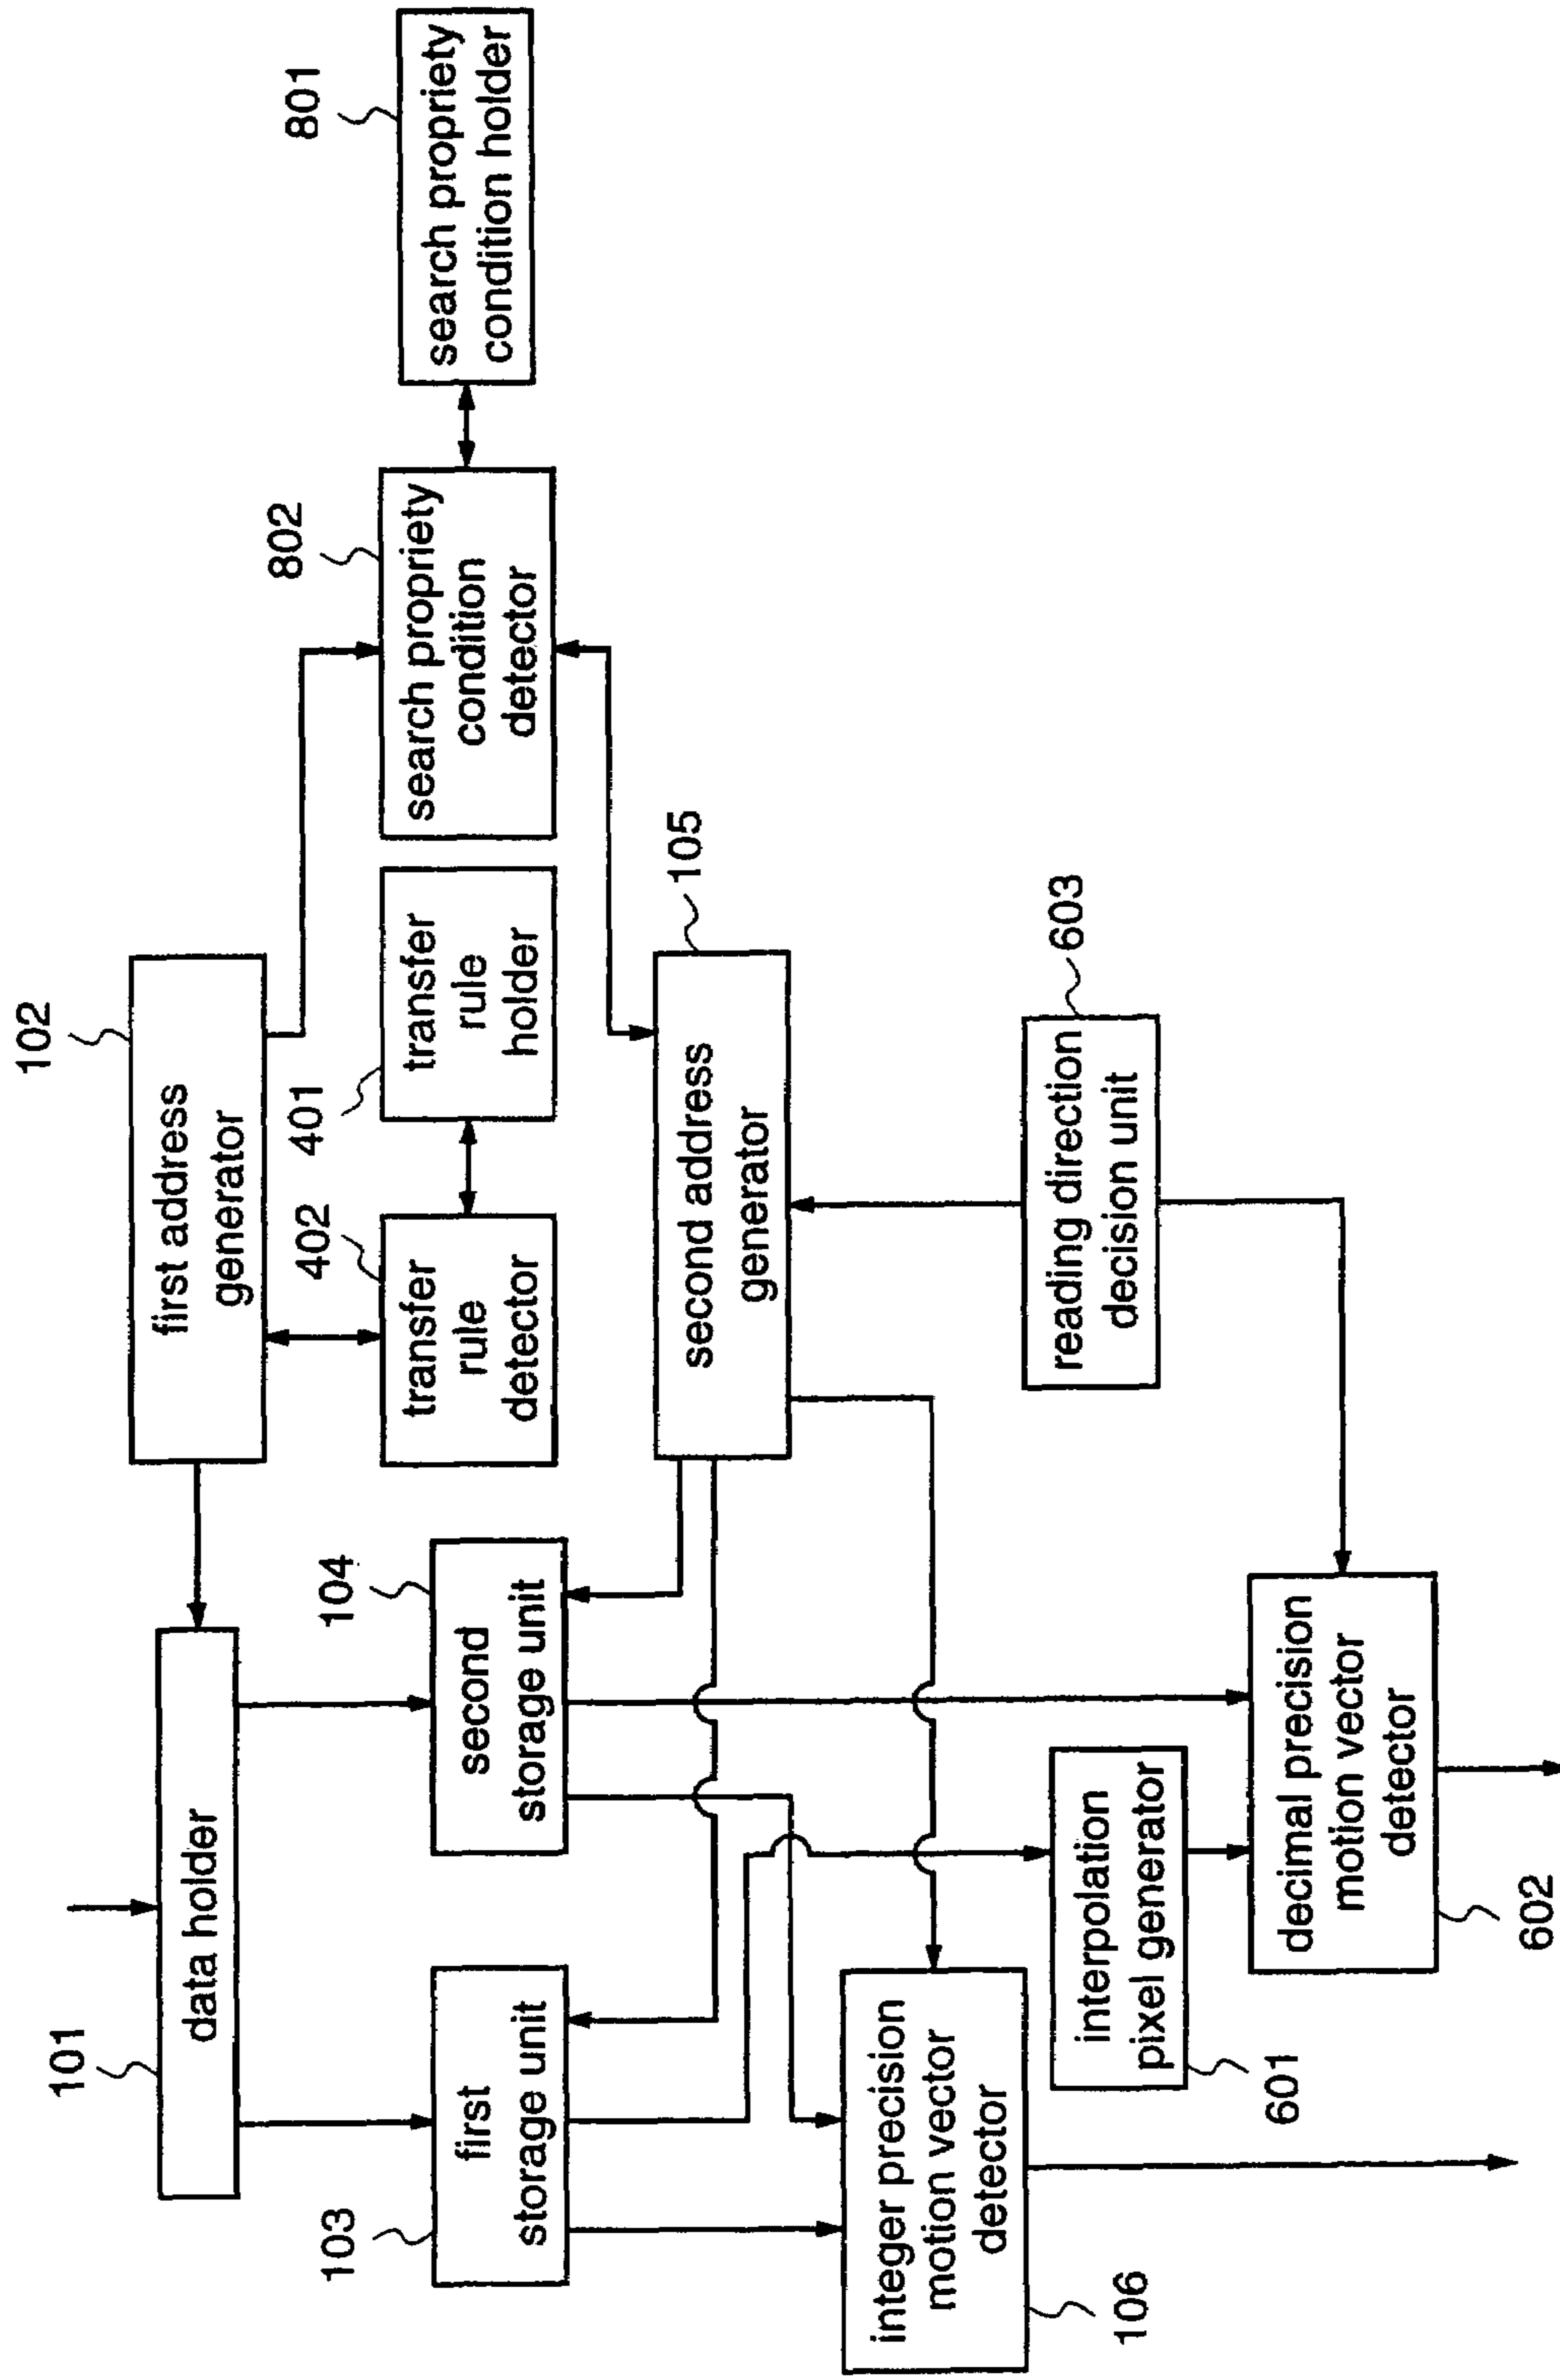 101
data holder
102
first address
generator
103
first
storage unit
104
second
storage unit
402
transfer
rule
detector
401
transfer
rule
holder
802
search propriety
condition
detector
801
search propriety
condition holder
105
second address
generator
106
integer precision
motion vector
detector
601
interpolation
pixel generator
603
reading direction
decision unit
602
decimal precision
motion vector
detector